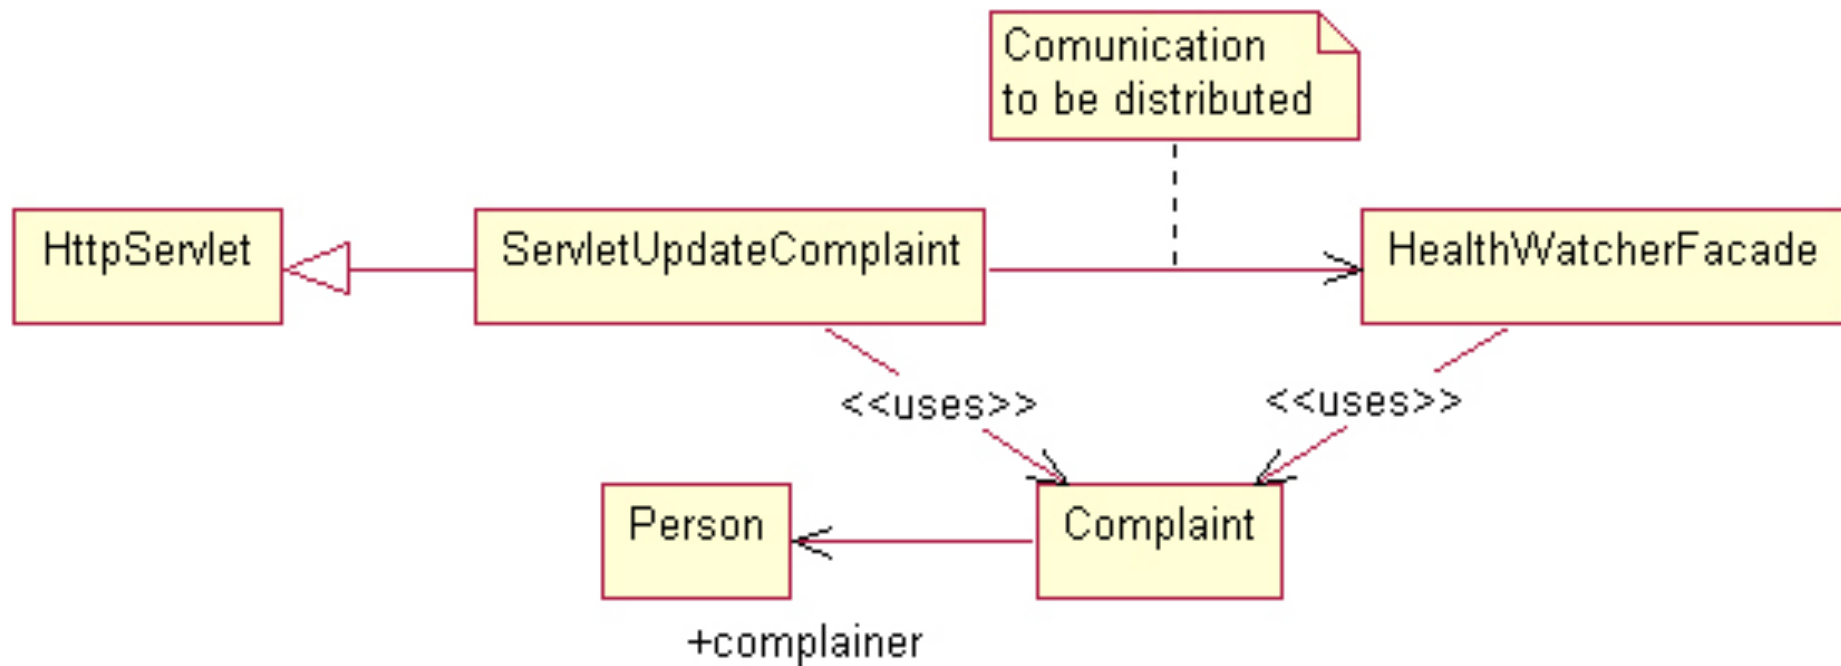 Comunication
to be distributed
HttpServlet
ServletUpdateComplaint
HealthWatcherFacade
<<uses>>
<<uses>>
Person
Complaint
+complainer